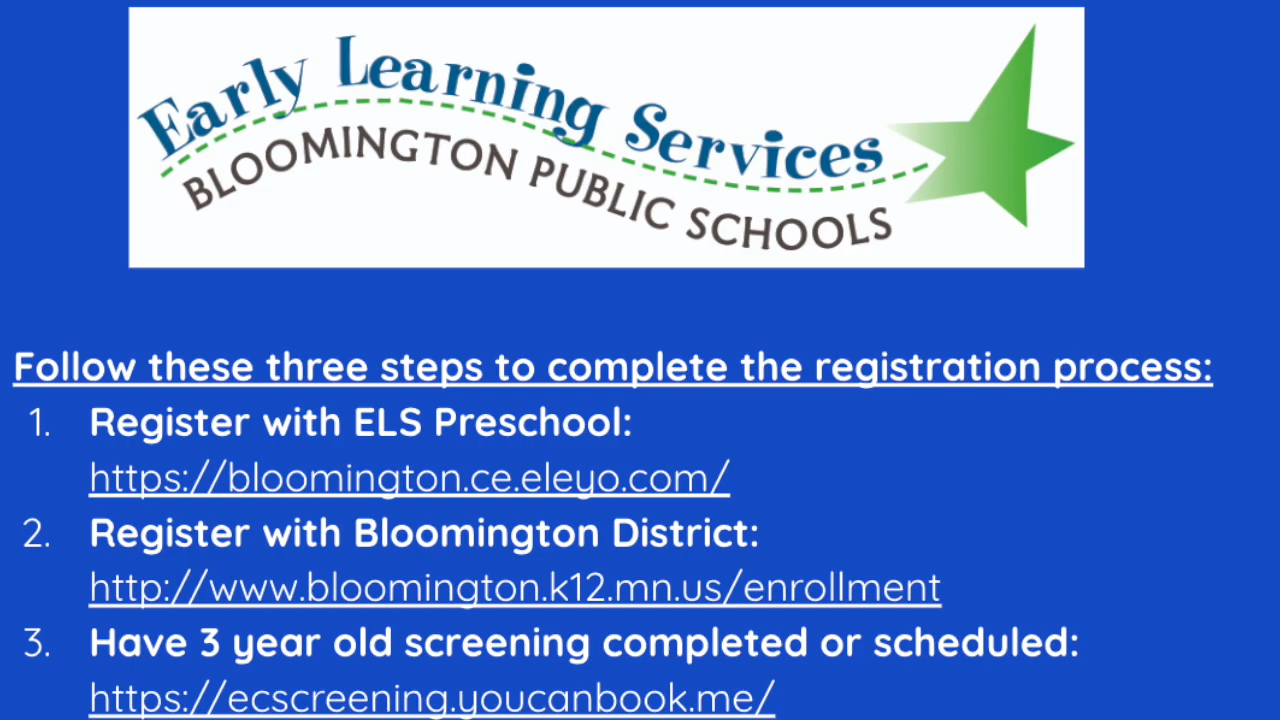 Early Learning Services
BLOOMINGTON PUBLIC SCHOOLS
Follow these three steps to complete the registration process:
1. Register with ELS Preschool:
https://bloomington.ce.eleyo.com/
2. Register with Bloomington District:
http://www.bloomington.k12.mn.us/enrollment
3. Have 3 year old screening completed or scheduled:
https://ecscreening.youcanbook.me/